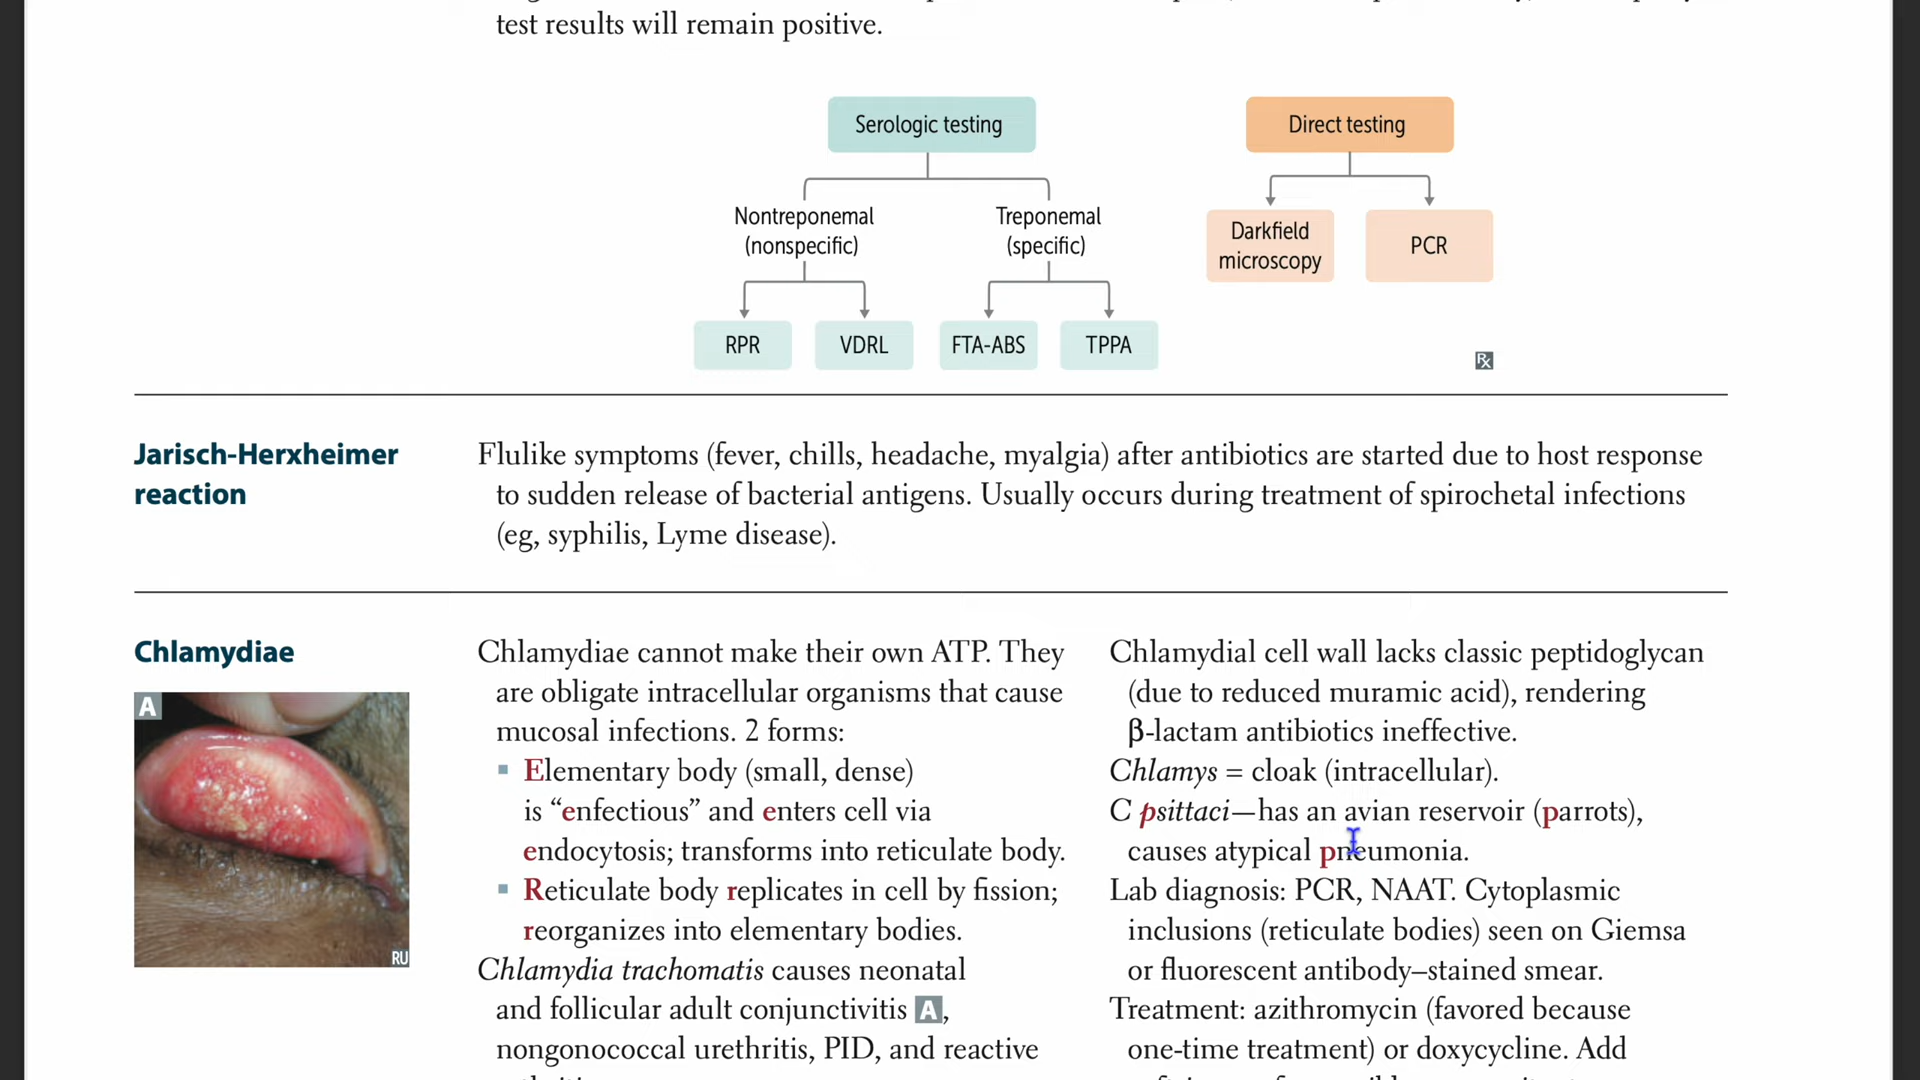 test results will remain positive.
Serologic testing
Direct testing
Nontreponemal
(nonspecific)
Treponemal
(specific)
Darkfield
microscopy
PCR
RPR
VDRL
FTA-ABS
TPPA
Rx
Jarisch-Herxheimer
reaction
Flulike symptoms (fever, chills, headache, myalgia) after antibiotics are started due to host response
to sudden release of bacterial antigens. Usually occurs during treatment of spirochetal infections
(eg, syphilis, Lyme disease).
Chlamydiae
A
RU
Chlamydiae cannot make their own ATP. They
are obligate intracellular organisms that cause
mucosal infections. 2 forms:
▪ Elementary body (small, dense)
is “enfectious” and enters cell via
endocytosis; transforms into reticulate body.
▪ Reticulate body replicates in cell by fission;
reorganizes into elementary bodies.
Chlamydia trachomatis causes neonatal
and follicular adult conjunctivitis A,
nongonococcal urethritis, PID, and reactive
Chlamydial cell wall lacks classic peptidoglycan
(due to reduced muramic acid), rendering
β-lactam antibiotics ineffective.
Chlamys = cloak (intracellular).
C psittaci—has an avian reservoir (parrots),
causes atypical pneumonia.
Lab diagnosis: PCR, NAAT. Cytoplasmic
inclusions (reticulate bodies) seen on Giemsa
or fluorescent antibody–stained smear.
Treatment: azithromycin (favored because
one-time treatment) or doxycycline. Add